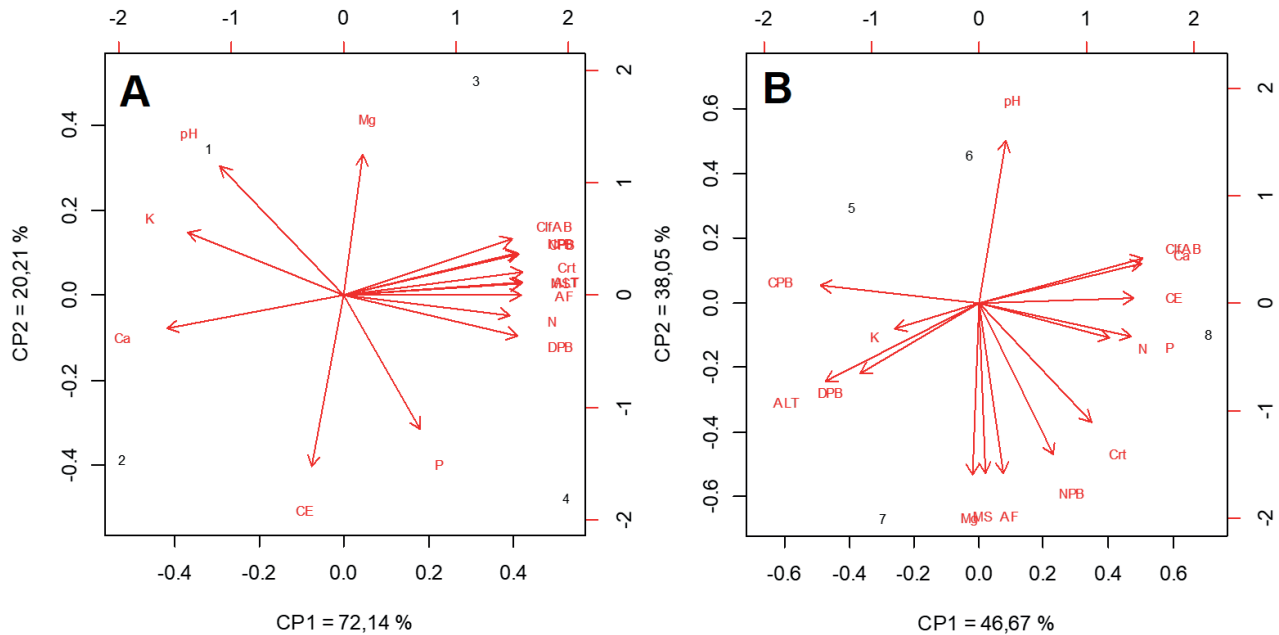 -2 -1 0 1 2
A
3
2
Mg
pH
1
0.4
1
K
0.2
ClfAB
CPB
Crt
ALT
0.0
0
AF
N
Ca
DPB
-0.2
-1
2
P
-0.4
4
CE
-2
-0.4 -0.2 0.0 0.2 0.4
CP1 = 72,14 %
CP2 = 20,21 %
-2 -1 0 1 2
B
pH
2
0.6
6
0.4
5
1
0.2
ClfAB
Ca
CPB
CE
0.0
0
K
8
N P
-0.2
DPB
ALT
-1
-0.4
Crt
NPB
-0.6
7
Mg MS AF
-2
-0.6 -0.4 -0.2 0.0 0.2 0.4 0.6
CP1 = 46,67 %
CP2 = 38,05 %